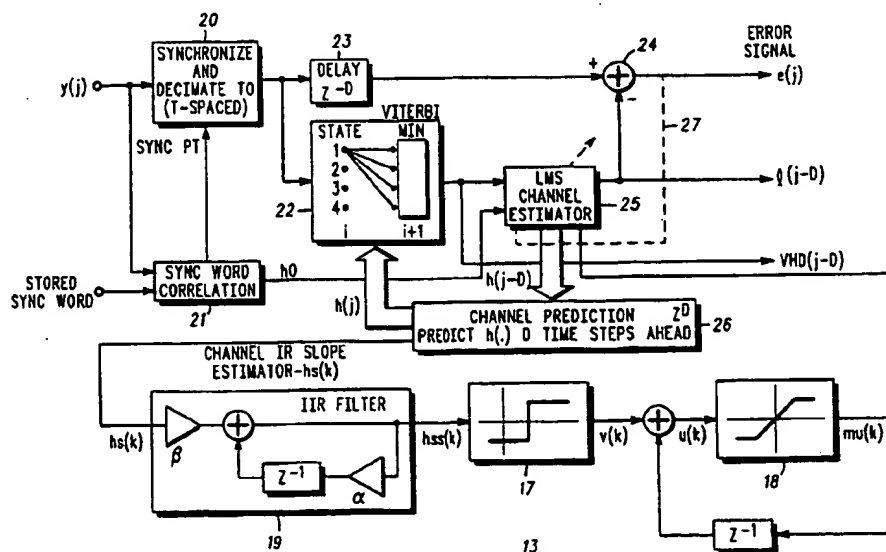 20
SYNCHRONIZE
AND
DECIMATE TO
(T-SPACED)
y(j)
SYNC PT
23
DELAY
Z-D
24
+
-
ERROR
SIGNAL
e(j)
27
VITERBI
STATE MIN
1
2
3
4
i i+1
22
LMS
CHANNEL
ESTIMATOR
25
l(j-D)
VHD(j-D)
STORED
SYNC WORD
SYNC WORD
CORRELATION
21
h0
h(j)
h(j-D)
CHANNEL PREDICTION ZD
PREDICT h(.) D TIME STEPS AHEAD
26
CHANNEL IR SLOPE
ESTIMATOR-hs(k)
IIR FILTER
hs(k)
β
+
Z-1
α
19
hss(k)
17
v(k)
+
u(k)
18
mu(k)
Z-1
13